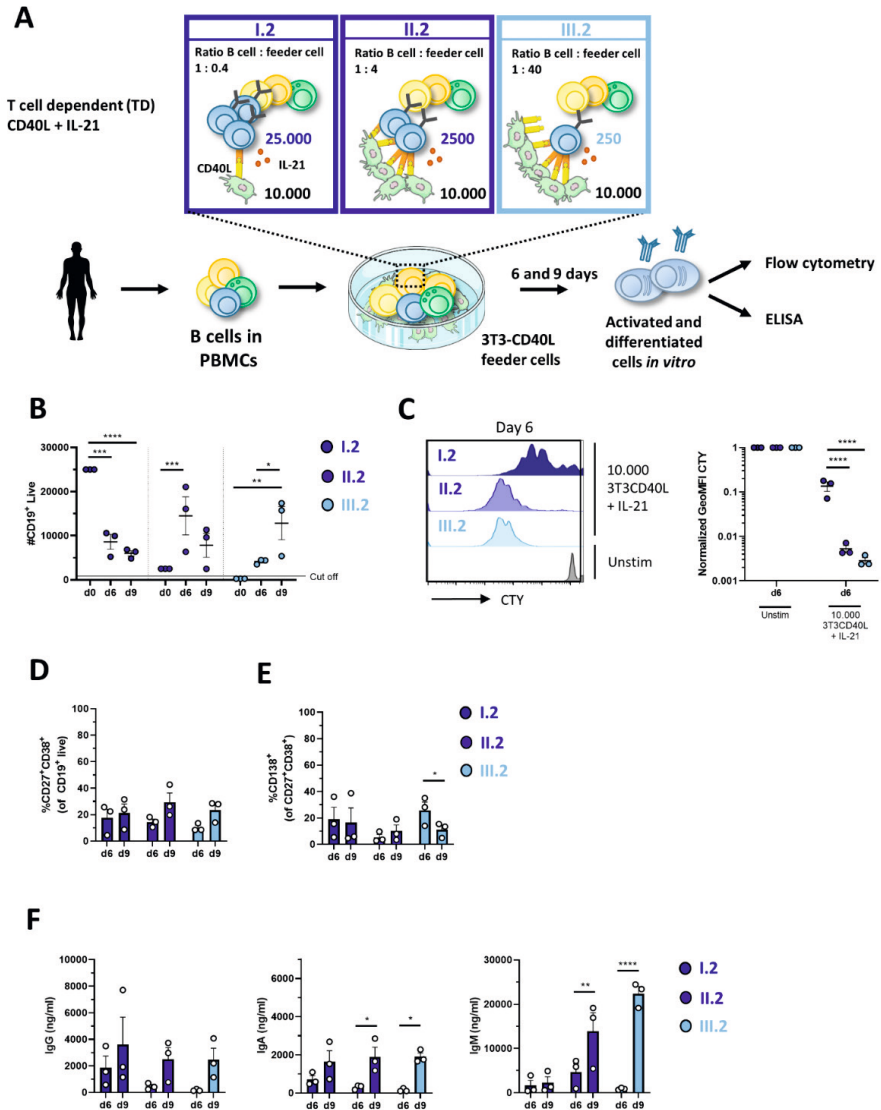 A
I.2
II.2
III.2
Ratio B cell : feeder cell
1 : 0.4
Ratio B cell : feeder cell
1 : 4
Ratio B cell : feeder cell
1 : 40
T cell dependent (TD)
CD40L + IL-21
25.000
2500
250
CD40L
IL-21
10.000
10.000
10.000
6 and 9 days
Flow cytometry
ELISA
B cells in
PBMCs
3T3-CD40L
feeder cells
Activated and
differentiated
cells in vitro
B
#CD19+ Live
30000
20000
10000
5000
0
***
****
***
**
*
Cut off
d0 d6 d9 d0 d6 d9 d0 d6 d9
I.2
II.2
III.2
C
Day 6
I.2
II.2
III.2
10.000
3T3CD40L
+ IL-21
Unstim
CTY
Normalized GeoMFI CTY
1
0.1
0.01
0.001
****
****
d6 d6
Unstim
10.000
3T3CD40L
+ IL-21
D
%CD27+CD38+
(of CD19+ live)
100
80
60
40
20
0
d6 d9 d6 d9 d6 d9
E
%CD138+
(of CD27+CD38+)
100
80
60
40
20
0
*
d6 d9 d6 d9 d6 d9
I.2
II.2
III.2
F
IgG (ng/ml)
10000
8000
6000
4000
2000
0
d6 d9 d6 d9 d6 d9
IgA (ng/ml)
6000
4000
2000
0
*
*
d6 d9 d6 d9 d6 d9
IgM (ng/ml)
30000
20000
10000
0
**
****
d6 d9 d6 d9 d6 d9
I.2
II.2
III.2